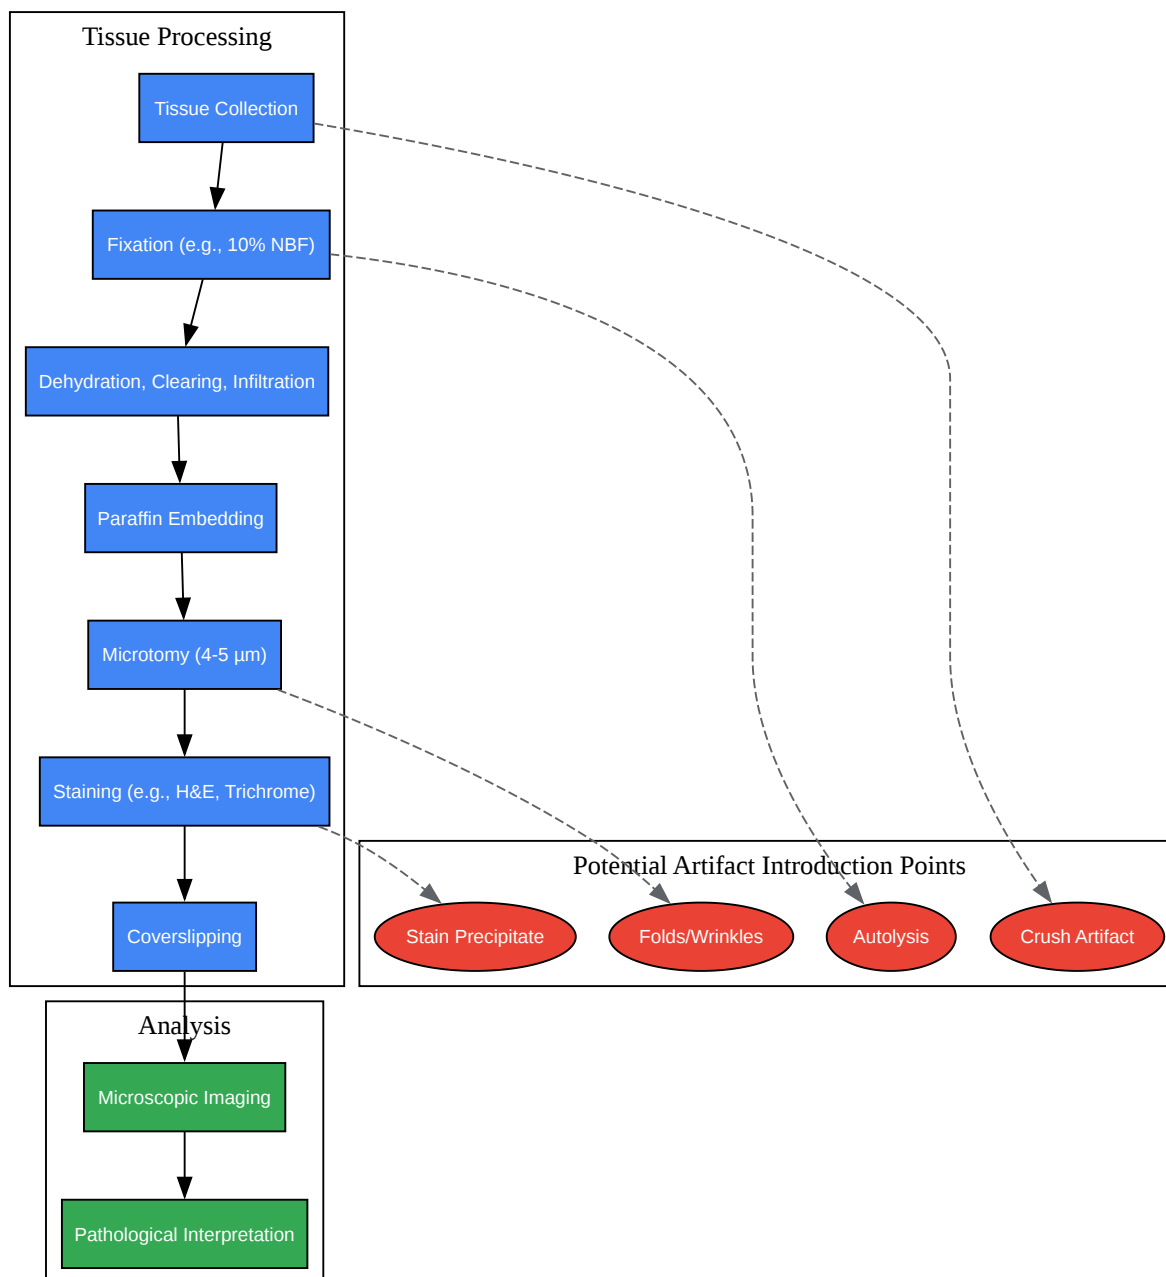 Tissue Processing
Tissue Collection
Fixation (e.g., 10% NBF)
Dehydration, Clearing, Infiltration
Paraffin Embedding
Microtomy (4-5 µm)
Staining (e.g., H&E, Trichrome)
Coverslipping
Potential Artifact Introduction Points
Stain Precipitate
Folds/Wrinkles
Autolysis
Crush Artifact
Analysis
Microscopic Imaging
Pathological Interpretation